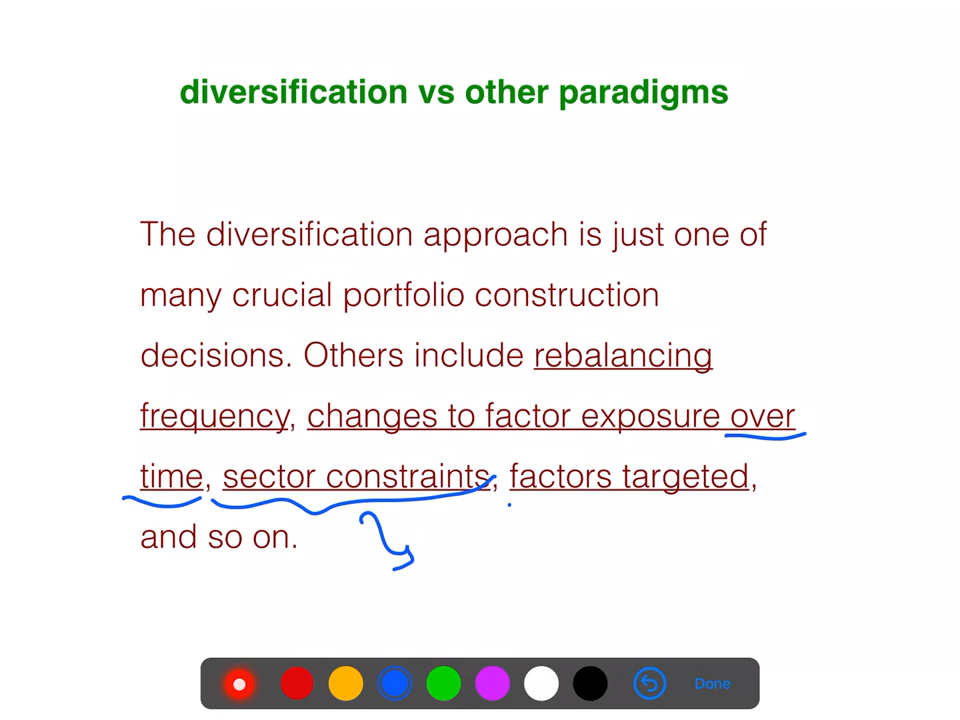 diversification vs other paradigms
The diversification approach is just one of
many crucial portfolio construction
decisions. Others include rebalancing
frequency, changes to factor exposure over
time, sector constraints, factors targeted,
and so on.
Done